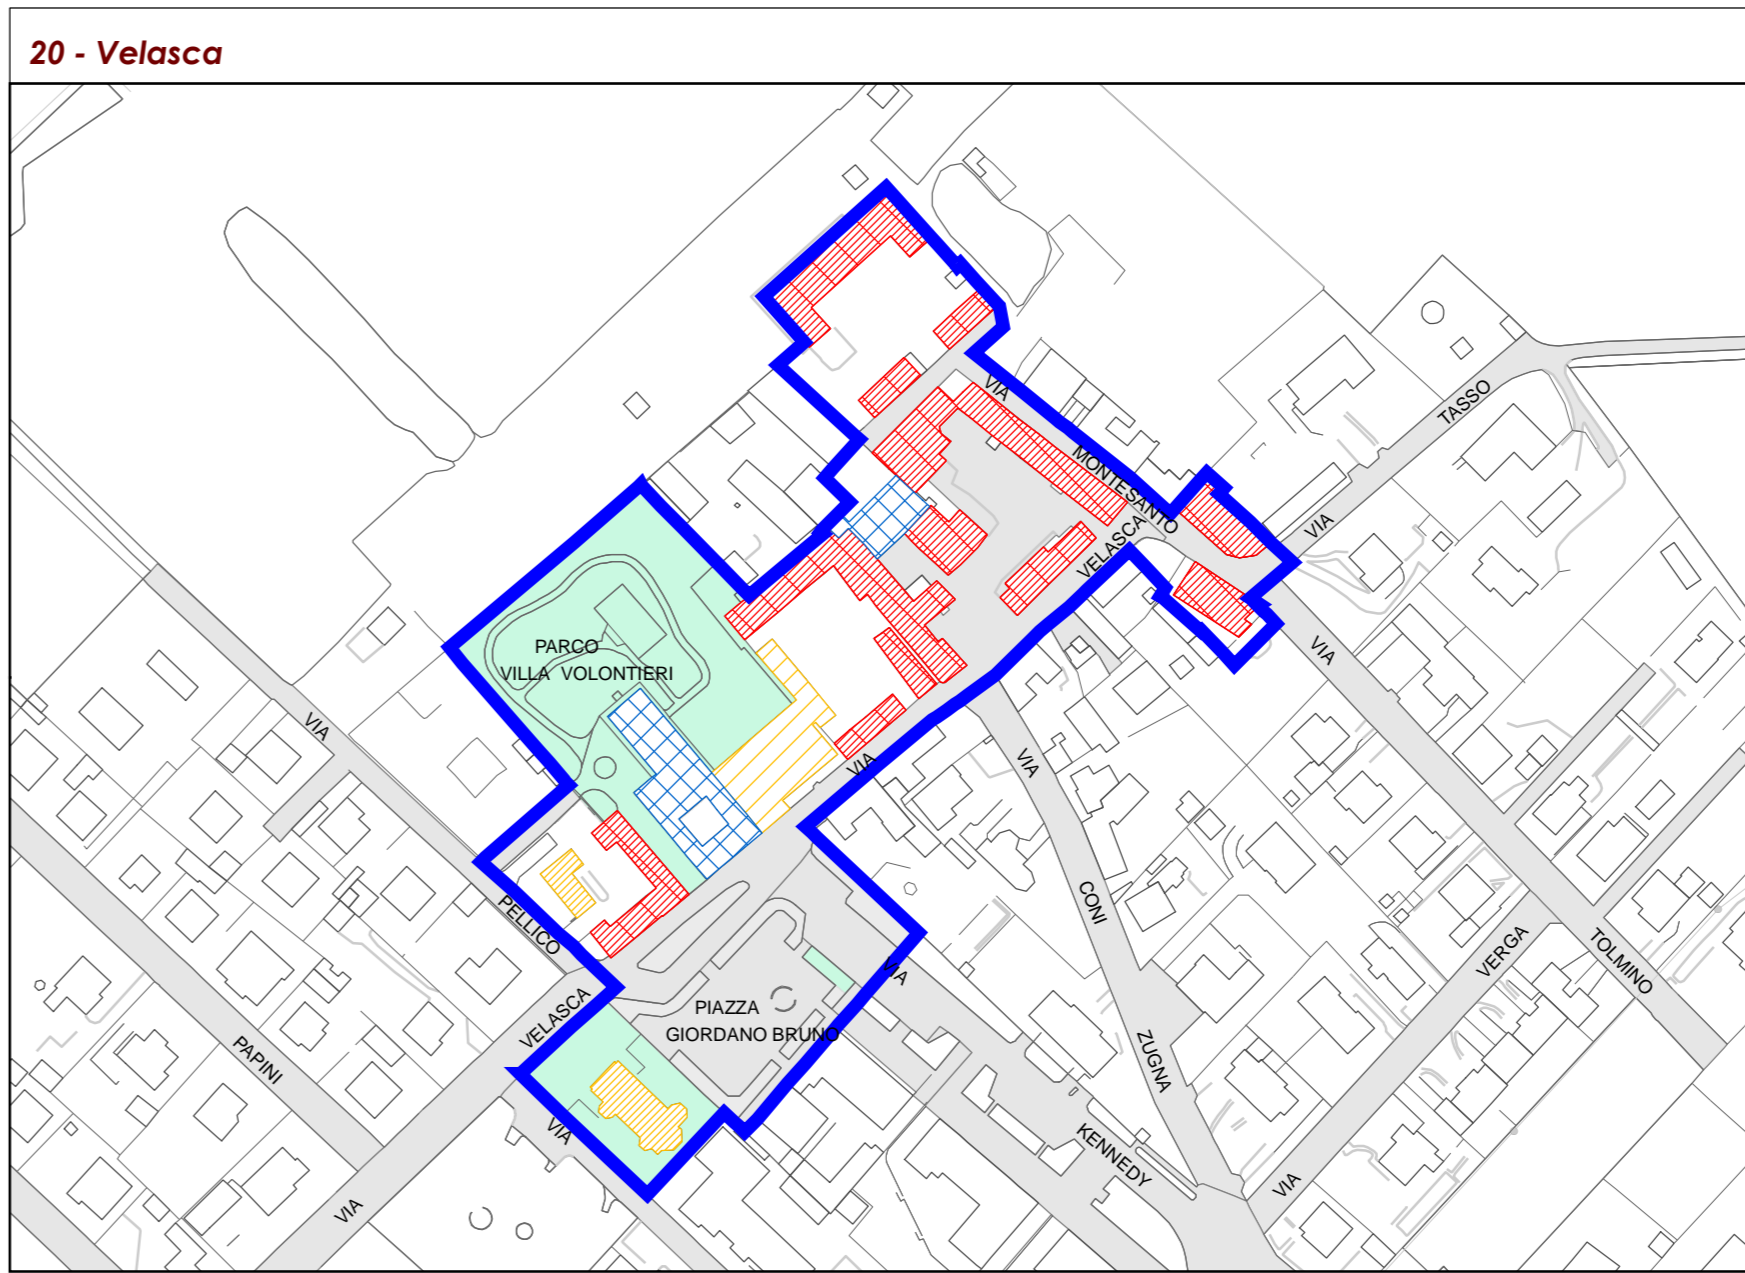 20 - Velasca
VIA
MONTESANTO
TASSO
VIA
VELASCA
PARCO
VILLA VOLONTIERI
VIA
VIA
VIA
VIA
PELLICO
CONI
ZUGNA
VERGA
VIA
TOLMINO
VIA
PIAZZA
GIORDANO BRUNO
VELASCA
VIA
PAPINI
VIA
KENNEDY